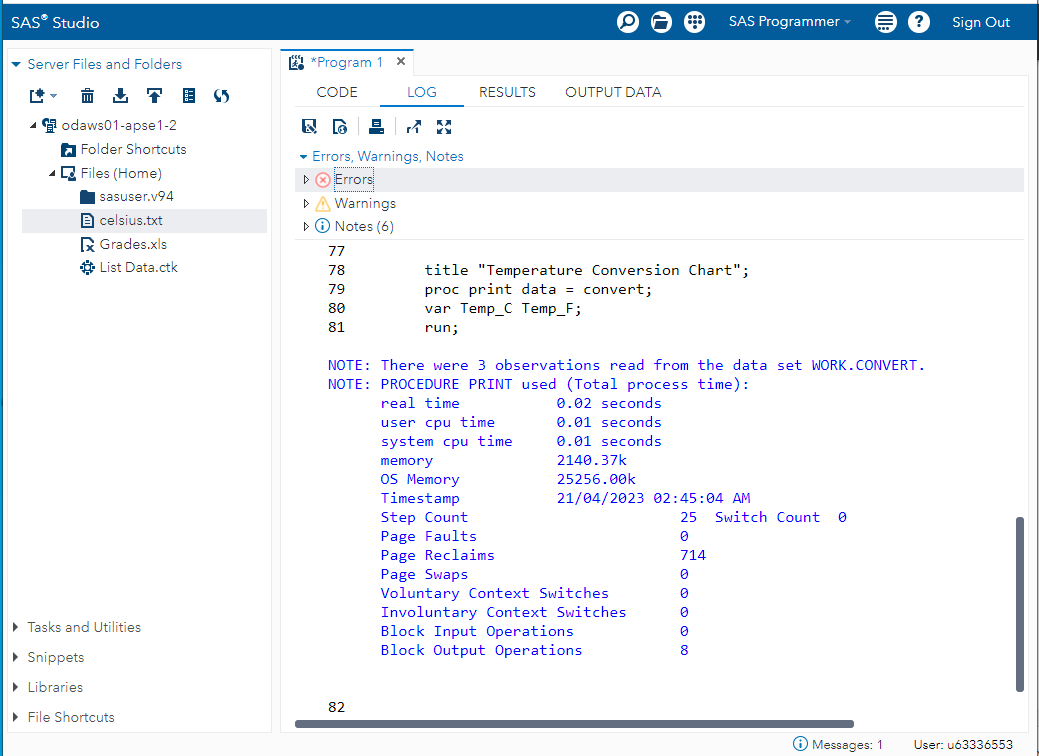 SAS® Studio
SAS Programmer
Sign Out
Server Files and Folders
odaws01-apse1-2
Folder Shortcuts
Files (Home)
sasuser.v94
celsius.txt
Grades.xls
List Data.ctk
Tasks and Utilities
Snippets
Libraries
File Shortcuts
*Program 1
CODE LOG RESULTS OUTPUT DATA
Errors, Warnings, Notes
Errors
Warnings
Notes (6)
77
78 title "Temperature Conversion Chart";
79 proc print data = convert;
80 var Temp_C Temp_F;
81 run;
NOTE: There were 3 observations read from the data set WORK.CONVERT.
NOTE: PROCEDURE PRINT used (Total process time):
real time 0.02 seconds
user cpu time 0.01 seconds
system cpu time 0.01 seconds
memory 2140.37k
OS Memory 25256.00k
Timestamp 21/04/2023 02:45:04 AM
Step Count 25 Switch Count 0
Page Faults 0
Page Reclaims 714
Page Swaps 0
Voluntary Context Switches 0
Involuntary Context Switches 0
Block Input Operations 0
Block Output Operations 8
82
Messages: 1 User: u63336553